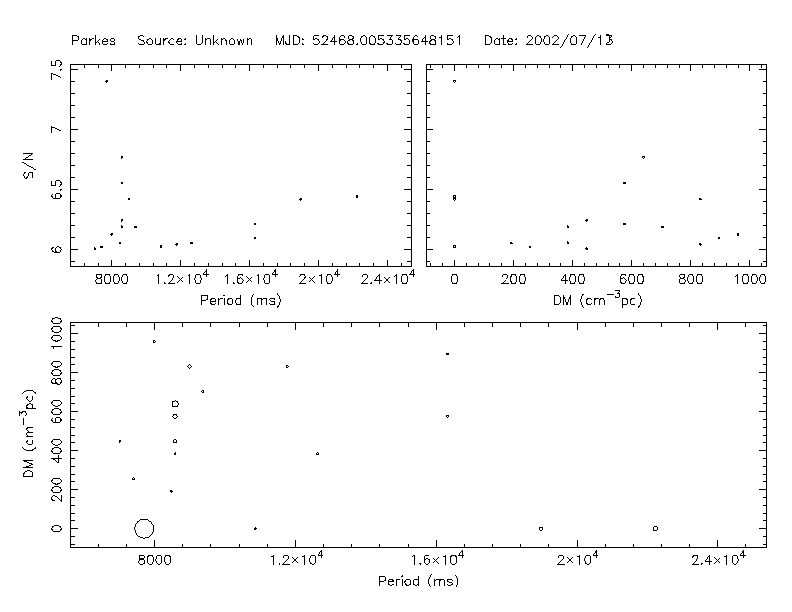 Parkes Source: Unknown MJD: 52468.005335648151 Date: 2002/07/13
7.5
7
6.5
6
S/N
8000 1.2×10⁴ 1.6×10⁴ 2×10⁴ 2.4×10⁴
Period (ms)
0 200 400 600 800 1000
DM (cm⁻³pc)
1000
800
600
400
200
0
DM (cm⁻³pc)
8000 1.2×10⁴ 1.6×10⁴ 2×10⁴ 2.4×10⁴
Period (ms)